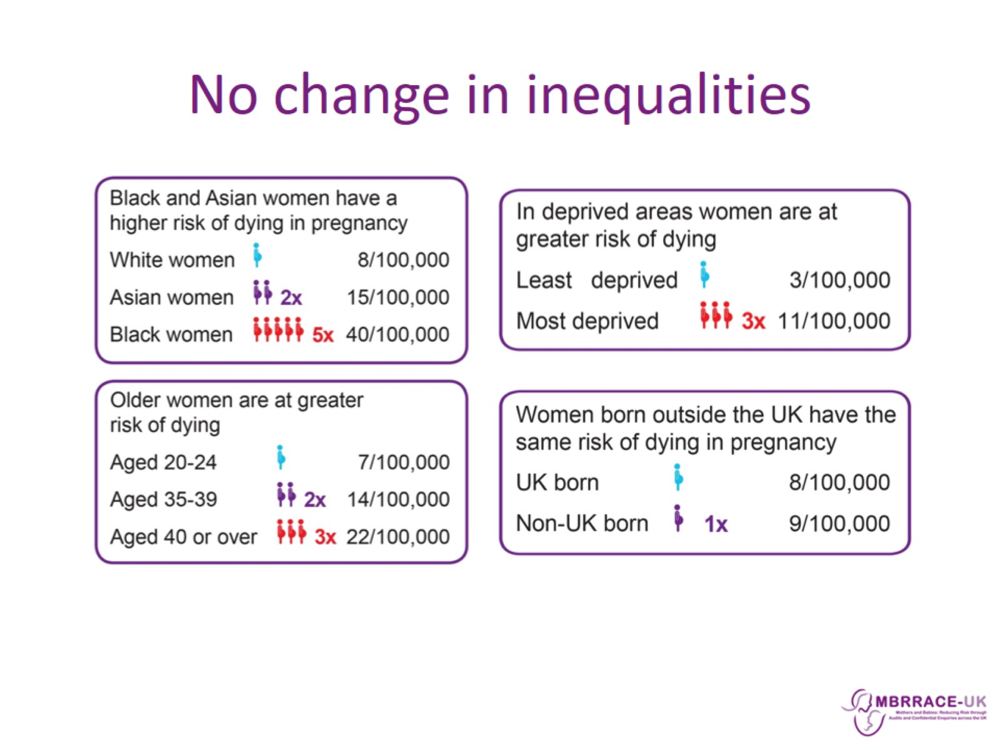 No change in inequalities
Black and Asian women have a
higher risk of dying in pregnancy
White women 8/100,000
Asian women 2x 15/100,000
Black women 5x 40/100,000
In deprived areas women are at
greater risk of dying
Least deprived 3/100,000
Most deprived 3x 11/100,000
Older women are at greater
risk of dying
Aged 20-24 7/100,000
Aged 35-39 2x 14/100,000
Aged 40 or over 3x 22/100,000
Women born outside the UK have the
same risk of dying in pregnancy
UK born 8/100,000
Non-UK born 1x 9/100,000
MBRRACE-UK
Mothers and Babies: Reducing Risk through
Audits and Confidential Enquiries across the UK